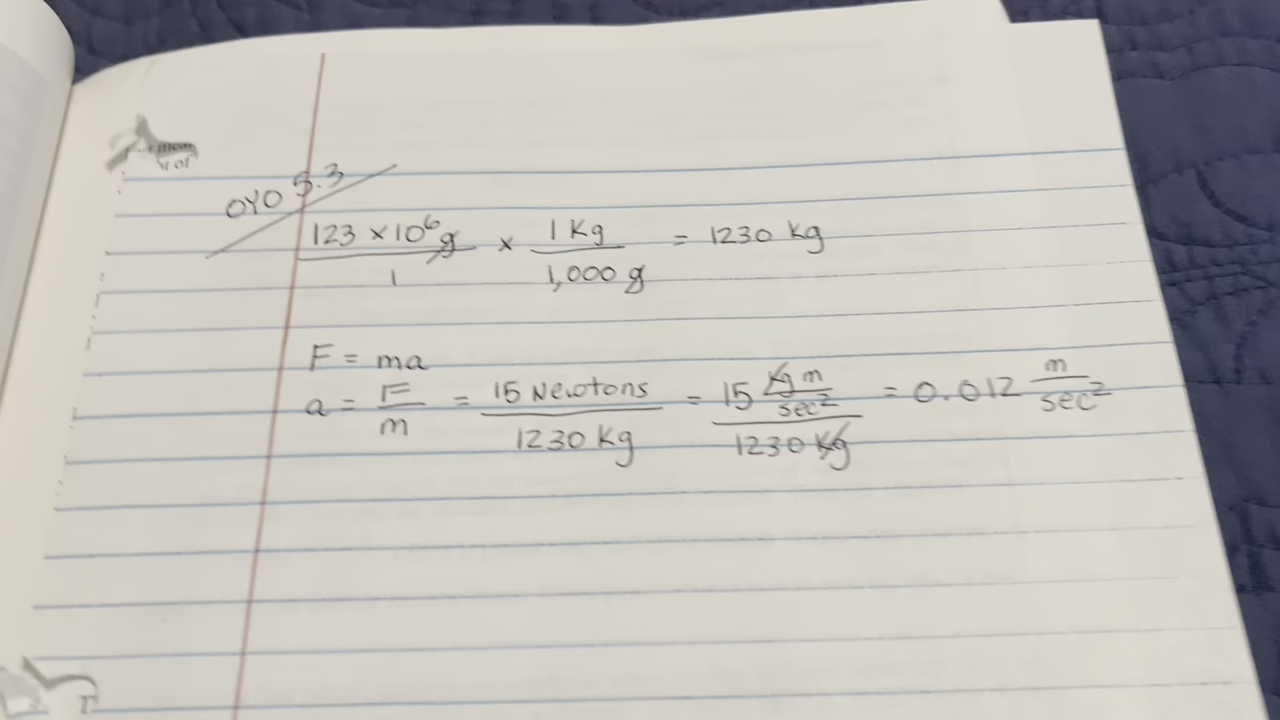 OYO 5.3
123 × 10⁶ g / 1 × 1 Kg / 1,000 g = 1230 kg
F = ma
a = F / m = 15 Newtons / 1230 Kg = 15 Kg m / sec² / 1230 Kg = 0.012 m / sec²